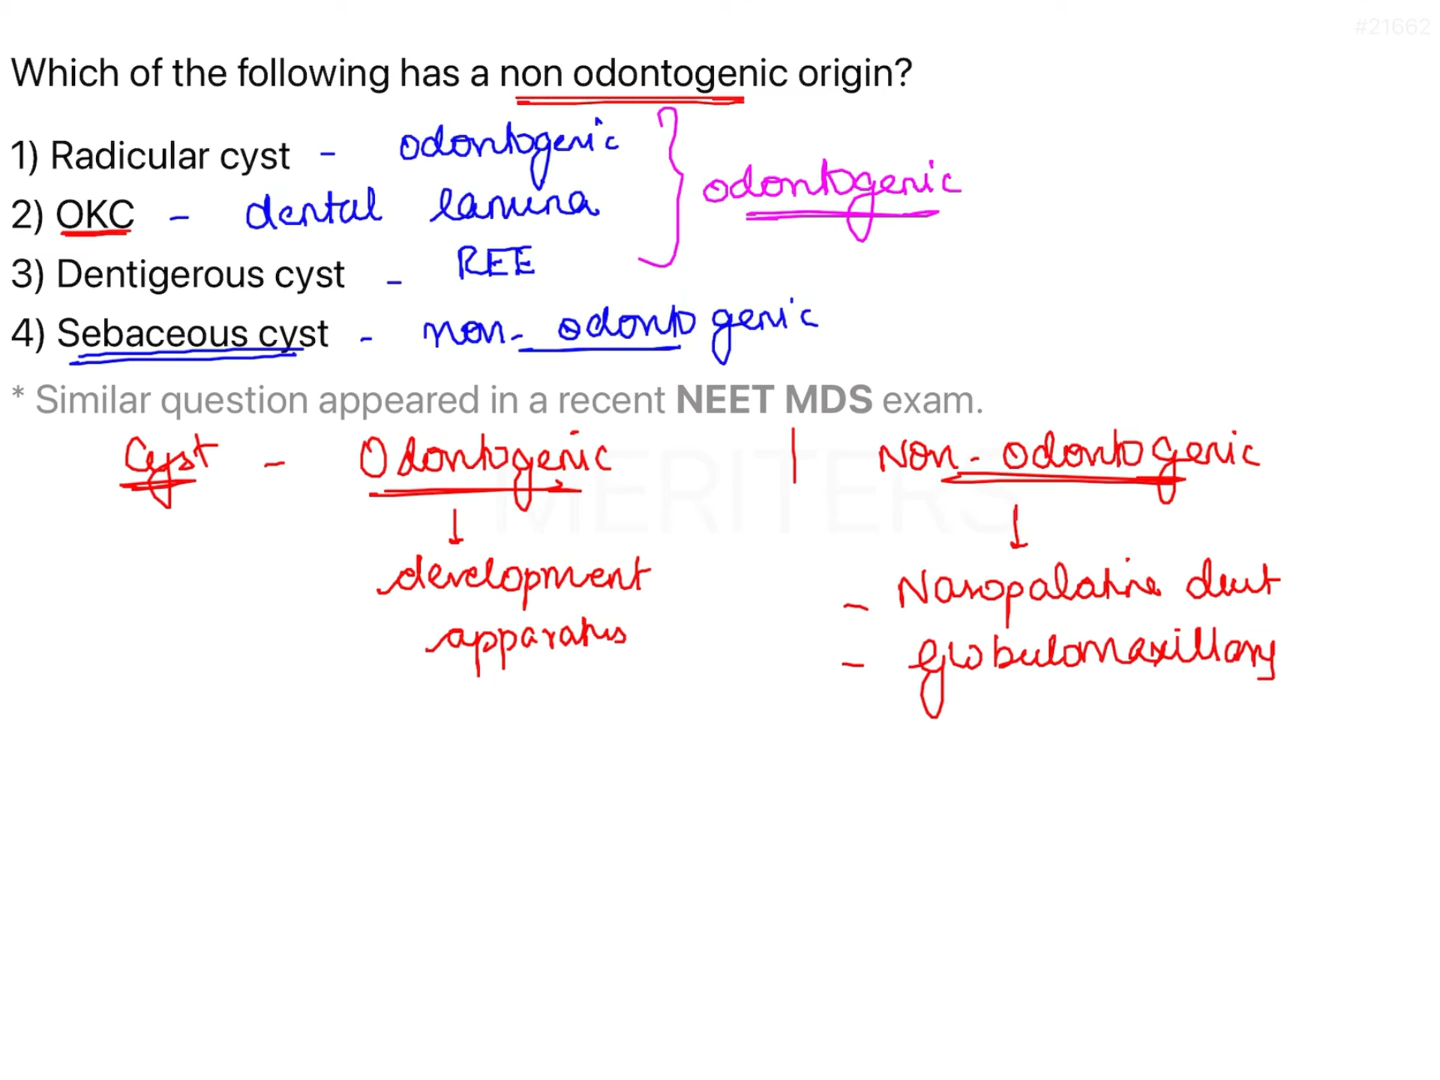 #21662
Which of the following has a non odontogenic origin?
1) Radicular cyst - odontogenic
odontogenic
2) OKC - dental lamina
3) Dentigerous cyst - REE
4) Sebaceous cyst - non-odontogenic
* Similar question appeared in a recent NEET MDS exam.
Cyst - Odontogenic | Non-odontogenic
MERITERS
development
apparatus
- Nasopalatine duct
- globulomaxillary